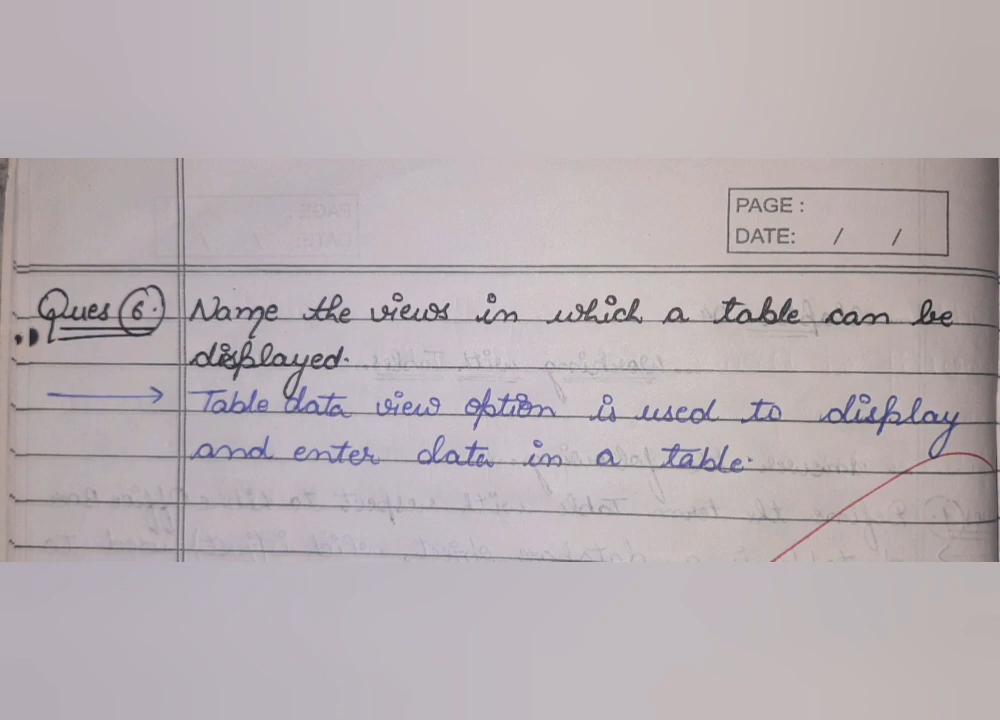 PAGE :
DATE: / /
Ques 6. Name the views in which a table can be
displayed.
→ Table data view option is used to display
and enter data in a table.